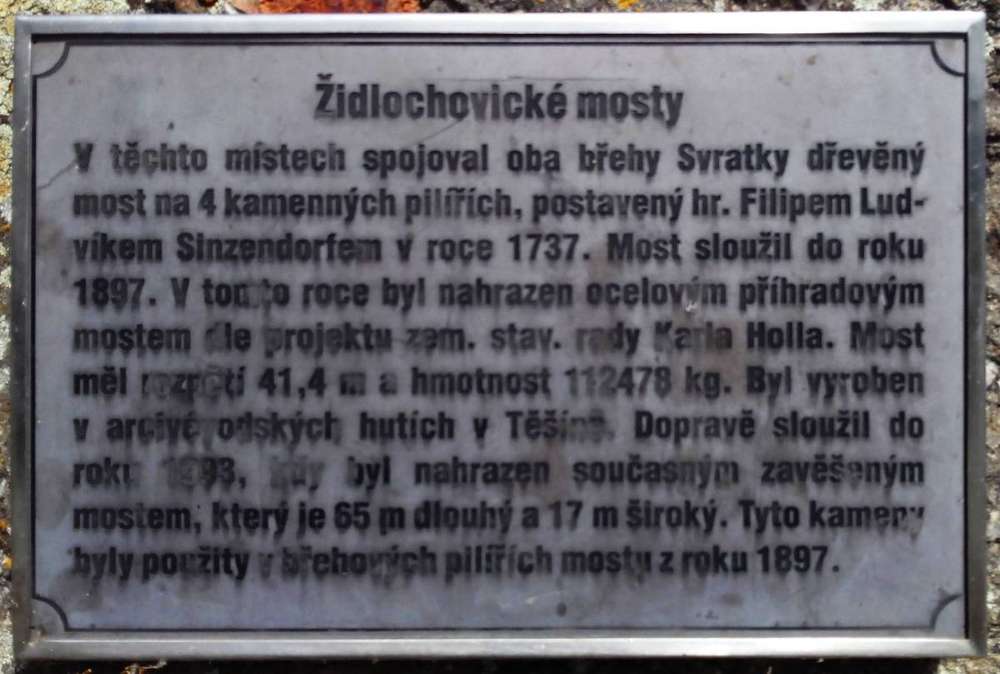 Židlochovické mosty
V těchto místech spojoval oba břehy Svratky dřevěný
most na 4 kamenných pilířích, postavený hr. Filipem Lud-
víkem Sinzendorfem v roce 1737. Most sloužil do roku
1897. V tomto roce byl nahrazen ocelovým příhradovým
mostem dle projektu zem. stav. rady Karla Holla. Most
měl rozpětí 41,4 m a hmotnost 112478 kg. Byl vyroben
v arcivévodských hutích v Těšíně. Dopravě sloužil do
roku 1993, kdy byl nahrazen současným zavěšeným
mostem, který je 65 m dlouhý a 17 m široký. Tyto kameny
byly použity v břehových pilířích mostu z roku 1897.